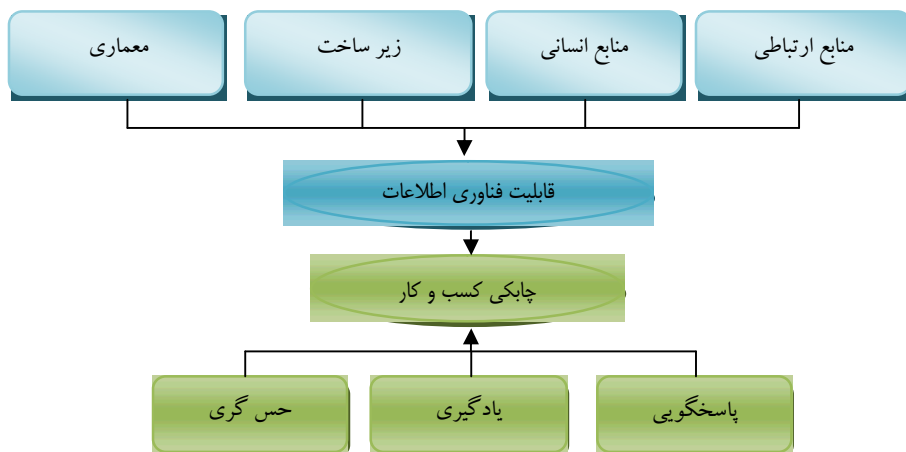 منابع ارتباطی
منابع انسانی
زیر ساخت
معماری
قابلیت فناوری اطلاعات
چابکی کسب و کار
پاسخگویی
یادگیری
حس گری